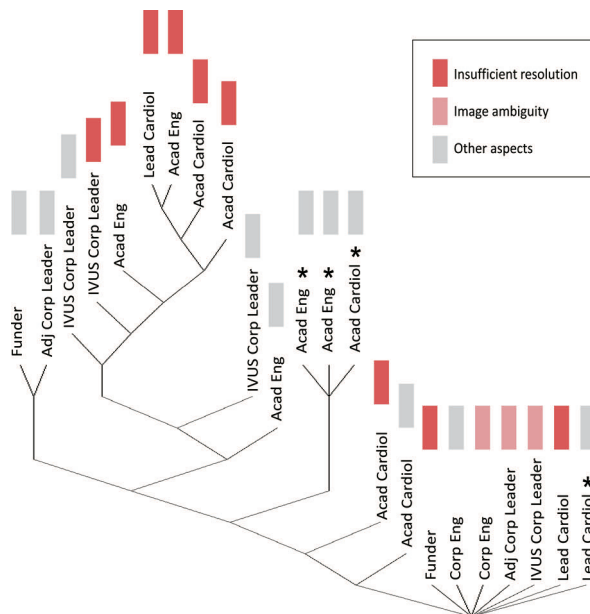 Insufficient resolution
Image ambiguity
Other aspects
Funder
Adj Corp Leader
IVUS Corp Leader
IVUS Corp Leader
Acad Eng
Lead Cardiol
Acad Eng
Acad Cardiol
Acad Cardiol
IVUS Corp Leader
Acad Eng
Acad Eng *
Acad Eng *
Acad Cardiol *
Acad Cardiol
Acad Cardiol
Funder
Corp Eng
Corp Eng
Adj Corp Leader
IVUS Corp Leader
Lead Cardiol
Lead Cardiol *